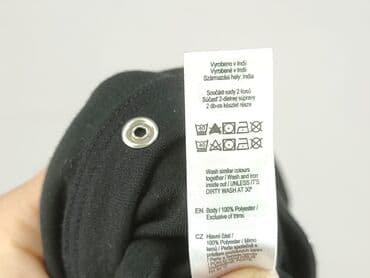 Vyrobeno v Indii
Vyrobené v Indii
Származási hely: India
Součást sady 2 kusů
Súčasť 2-dielnej súpravy
2 db-os készlet része
Wash similar colours
together / Wash and iron
inside out / UNLESS IT'S
DIRTY WASH AT 30º
EN Body / 100% Polyester /
Exclusive of trims
CZ Hlavní část /
100% Polyester / Mimo